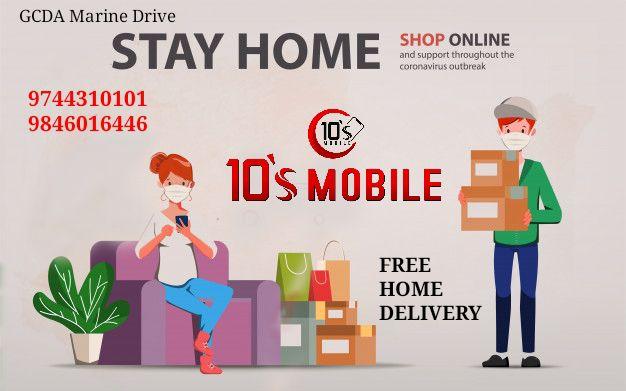 GCDA Marine Drive
STAY HOME
SHOP ONLINE
and support throughout the
coronavirus outbreak
9744310101
9846016446
10's
MOBILE
10's MOBILE
FREE
HOME
DELIVERY